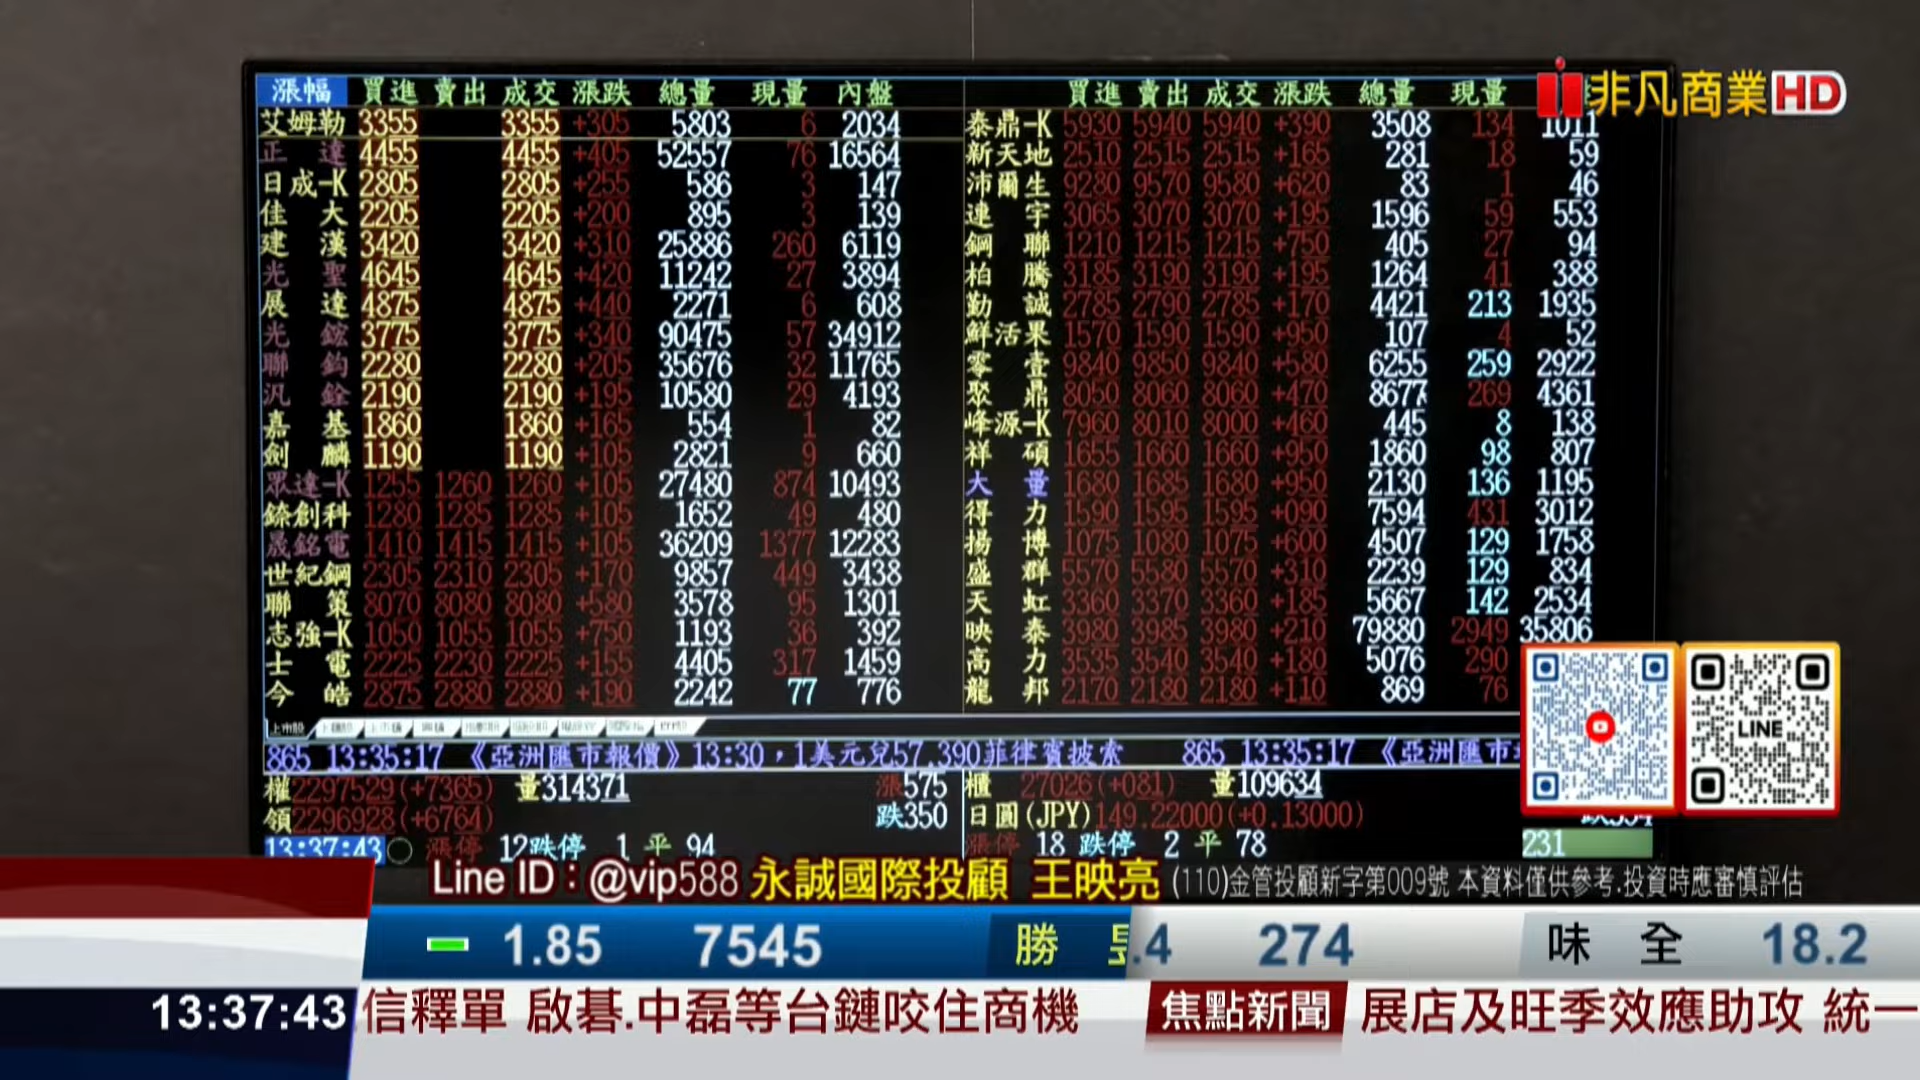 漲幅 買進 賣出 成交 漲跌 總量 現量 內盤 買進 賣出 成交 漲跌 總量 現量
非凡商業HD
艾姆勒 3355 3355 +305 5803 6 2034 泰鼎-K 5930 5940 5940 +390 3508 134 1011
正達 4455 4455 +405 52557 76 16564 新天地 2510 2515 2515 +165 281 18 59
日成-K 2805 2805 +255 586 3 147 沛爾生 9280 9570 9580 +620 83 1 46
佳大 2205 2205 +200 895 3 139 連宇 3065 3070 3070 +195 1596 59 553
建漢 3420 3420 +310 25886 260 6119 鋼聯 1210 1215 1215 +750 405 27 94
光聖 4645 4645 +420 11242 27 3894 柏騰 3185 3190 3190 +195 1264 41 388
展達 4875 4875 +440 2271 6 608 勤誠 2785 2790 2785 +170 4421 213 1935
光鋐 3775 3775 +340 90475 57 34912 鮮活果 1570 1590 1590 +950 107 4 52
聯鈞 2280 2280 +205 35676 32 11765 零壹 9840 9850 9840 +580 6255 259 2922
汎銓 2190 2190 +195 10580 29 4193 聚鼎 8050 8060 8060 +470 8677 269 4361
嘉基 1860 1860 +165 554 1 82 峰源-K 7960 8010 8000 +460 445 8 138
劍麟 1190 1190 +105 2821 9 660 祥碩 1655 1660 1660 +950 1860 98 807
眾達-K 1255 1260 1260 +105 27480 874 10493 大量 1680 1685 1680 +950 2130 136 1195
錼創科 1280 1285 1285 +105 1652 49 480 得力 1590 1595 1595 +090 7594 431 3012
晟銘電 1410 1415 1415 +105 36209 1377 12283 揚博 1075 1080 1075 +600 4507 129 1758
世紀鋼 2305 2310 2305 +170 9857 449 3438 盛群 5570 5580 5570 +310 2239 129 834
聯策 8070 8080 8080 +580 3578 95 1301 天虹 3360 3370 3360 +185 5667 142 2534
志強-K 1050 1055 1055 +750 1193 36 392 映泰 3980 3985 3980 +210 79880 2949 35806
士電 2225 2230 2225 +155 4405 317 1459 高力 3535 3540 3540 +180 5076 290
今皓 2875 2880 2880 +190 2242 77 776 龍邦 2170 2180 2180 +110 869 76
LINE
上市股
865 13:35:17 《亞洲匯市報價》13:30，1美元兌57.390菲律賓披索 865 13:35:17 《亞洲匯市
權2297529(+7365) 量314371 漲575 櫃 27026(+081) 量109634
領2296928(+6764) 跌350 日圓(JPY)149.22000(+0.13000)
13:37:43 漲停 12跌停 1 平 94 漲停 18 跌停 2 平 78 231
Line ID：@vip588 永誠國際投顧 王映亮 (110)金管投顧新字第009號 本資料僅供參考.投資時應審慎評估
1.85 7545 勝 .4 274 味全 18.2
13:37:43 信釋單 啟碁.中磊等台鏈咬住商機 焦點新聞 展店及旺季效應助攻 統一